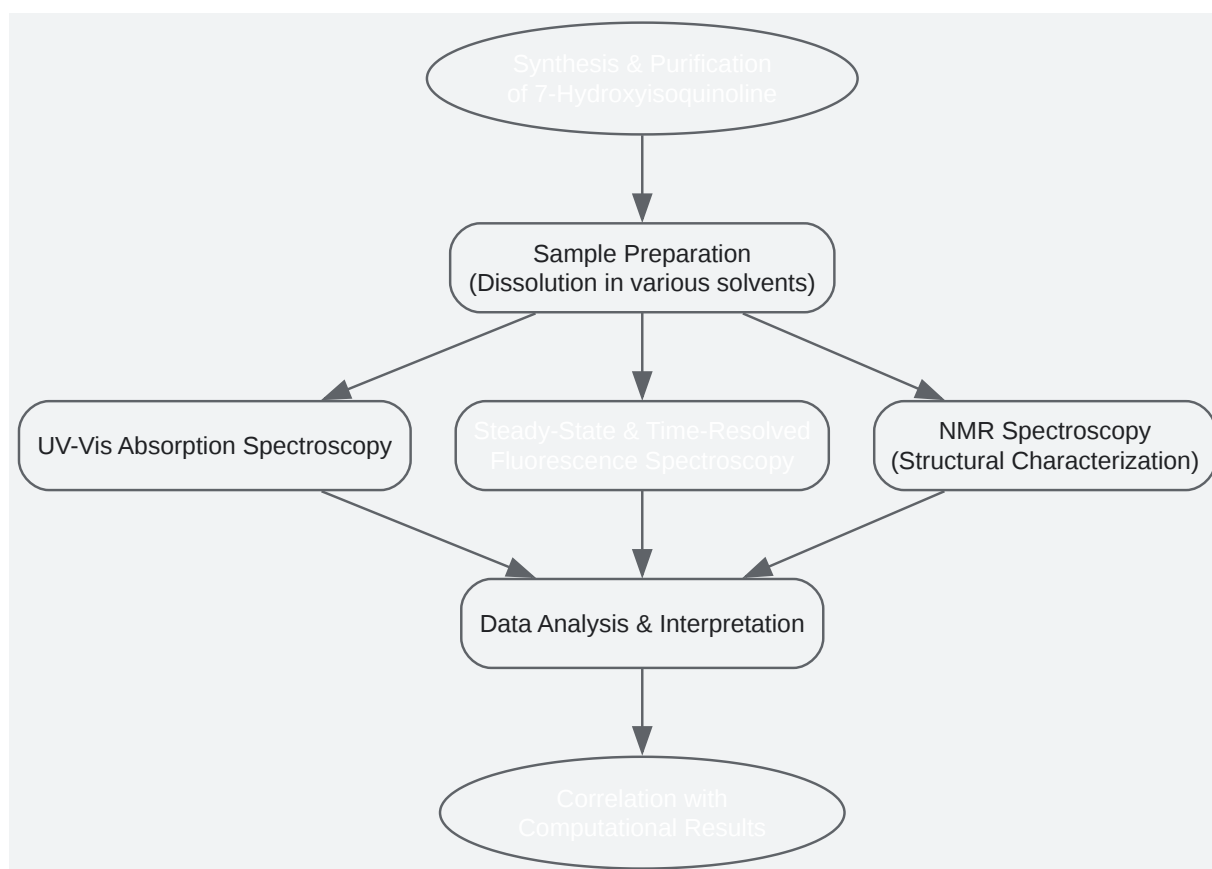 Synthesis & Purification
of 7-Hydroxyisoquinoline
Sample Preparation
(Dissolution in various solvents)
UV-Vis Absorption Spectroscopy
Steady-State & Time-Resolved
Fluorescence Spectroscopy
NMR Spectroscopy
(Structural Characterization)
Data Analysis & Interpretation
Correlation with
Computational Results